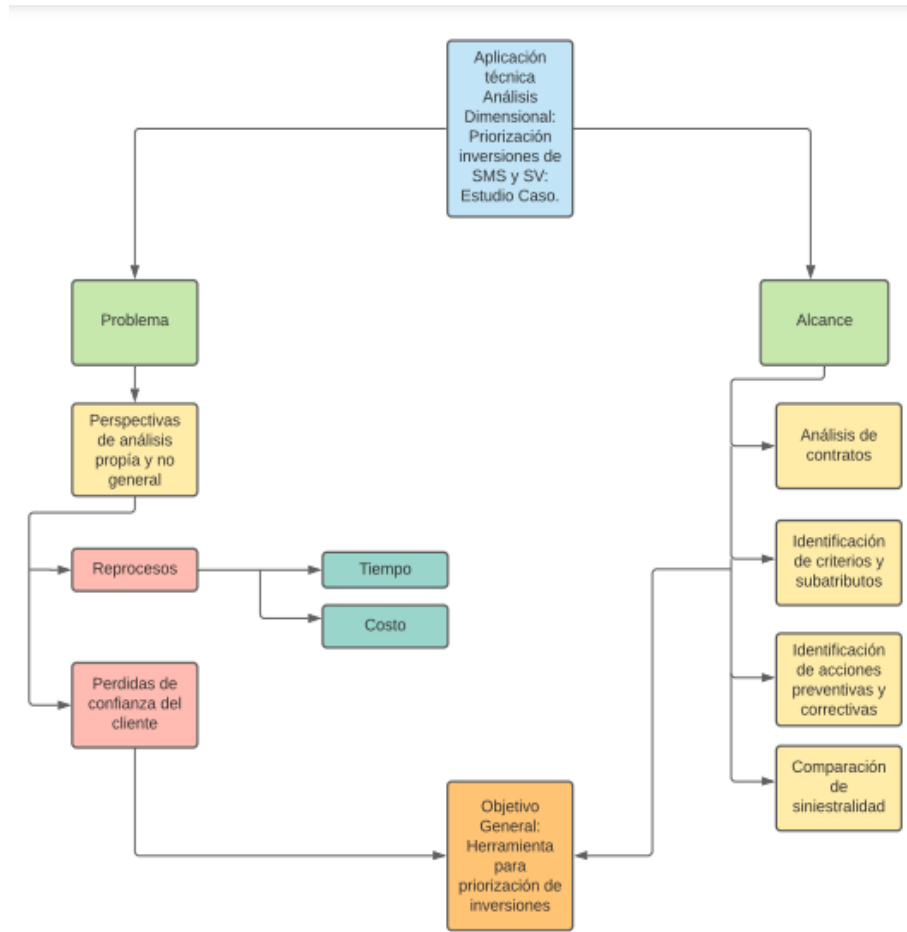 Aplicación
técnica
Análisis
Dimensional:
Priorización
inversiones de
SMS y SV:
Estudio Caso.
Problema
Alcance
Perspectivas
de análisis
propía y no
general
Análisis de
contratos
Reprocesos
Tiempo
Costo
Identificación
de criterios y
subatributos
Perdidas de
confianza del
cliente
Identificación
de acciones
preventivas y
correctivas
Comparación
de
siniestralidad
Objetivo
General:
Herramienta
para
priorización de
inversiones